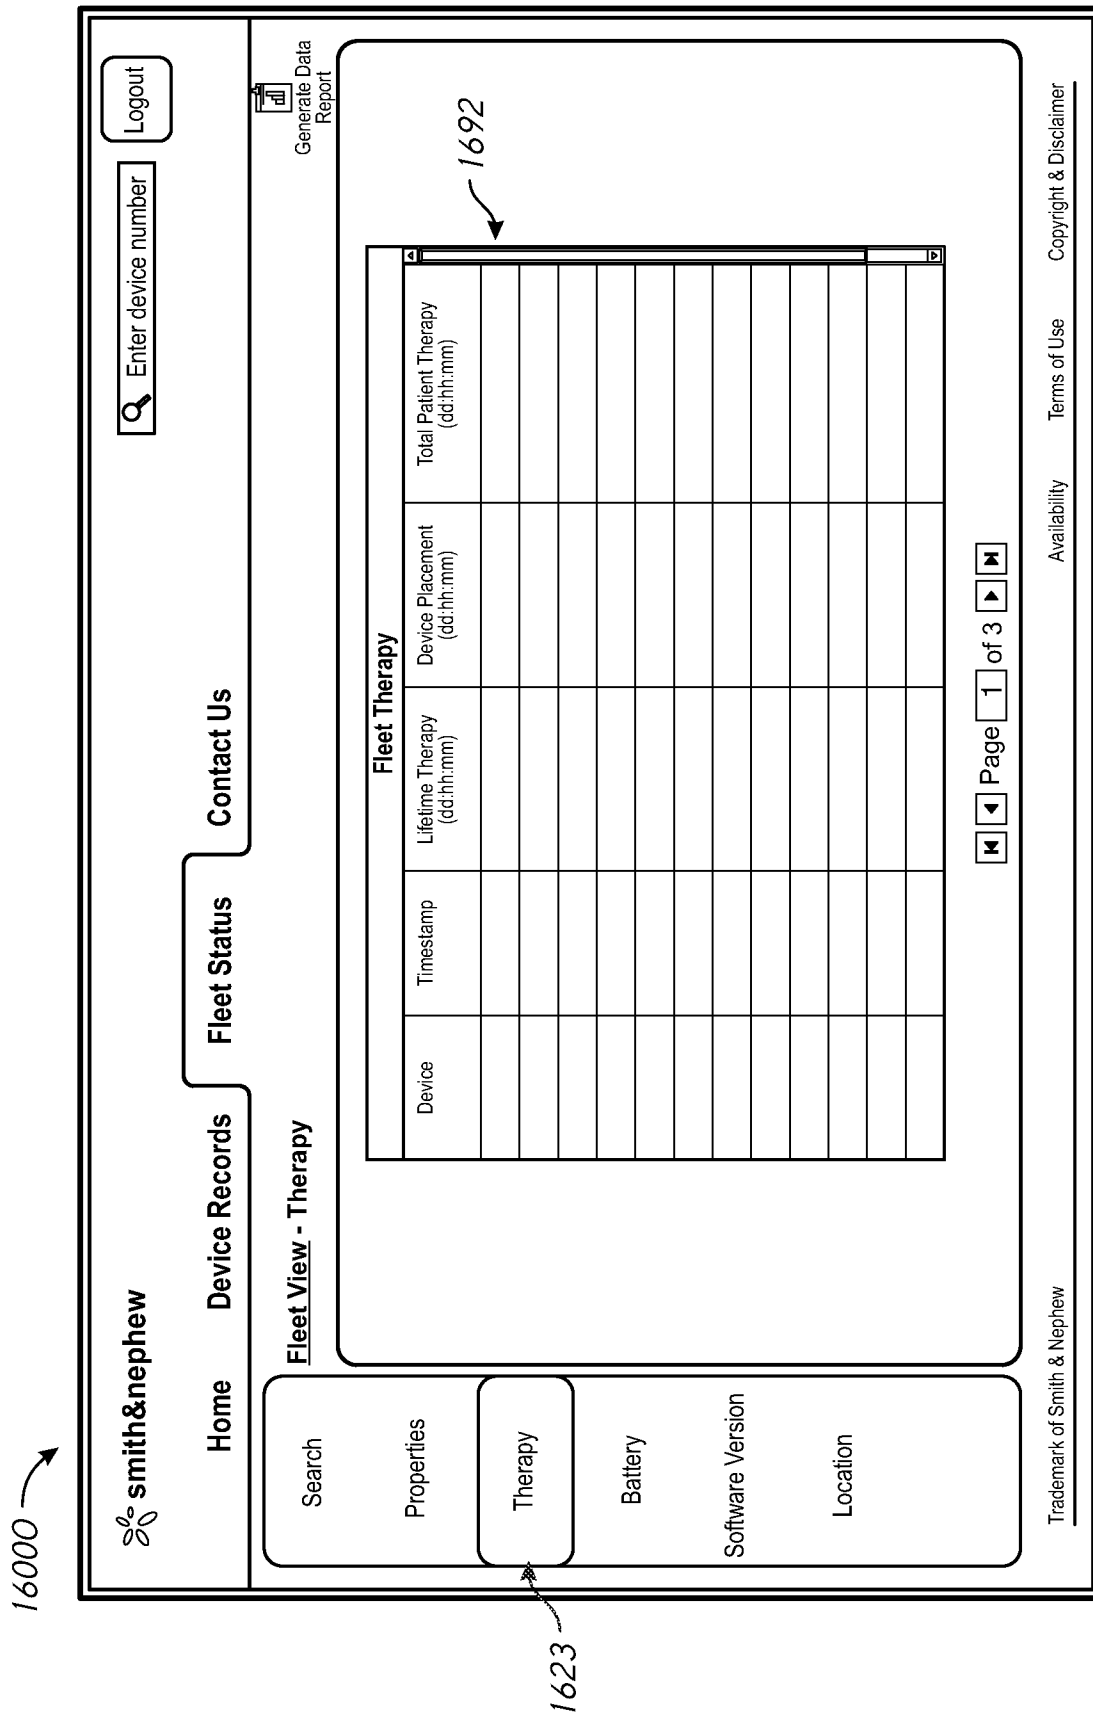 16000
smith&nephew
Enter device number
Logout
Home
Device Records
Fleet Status
Contact Us
Fleet View - Therapy
Generate Data
Report
Search
Properties
Therapy
Battery
Software Version
Location
1623
1692
Fleet Therapy
Device
Timestamp
Lifetime Therapy
(dd:hh:mm)
Device Placement
(dd:hh:mm)
Total Patient Therapy
(dd:hh:mm)
Page 1 of 3
Trademark of Smith & Nephew
Availability
Terms of Use
Copyright & Disclaimer